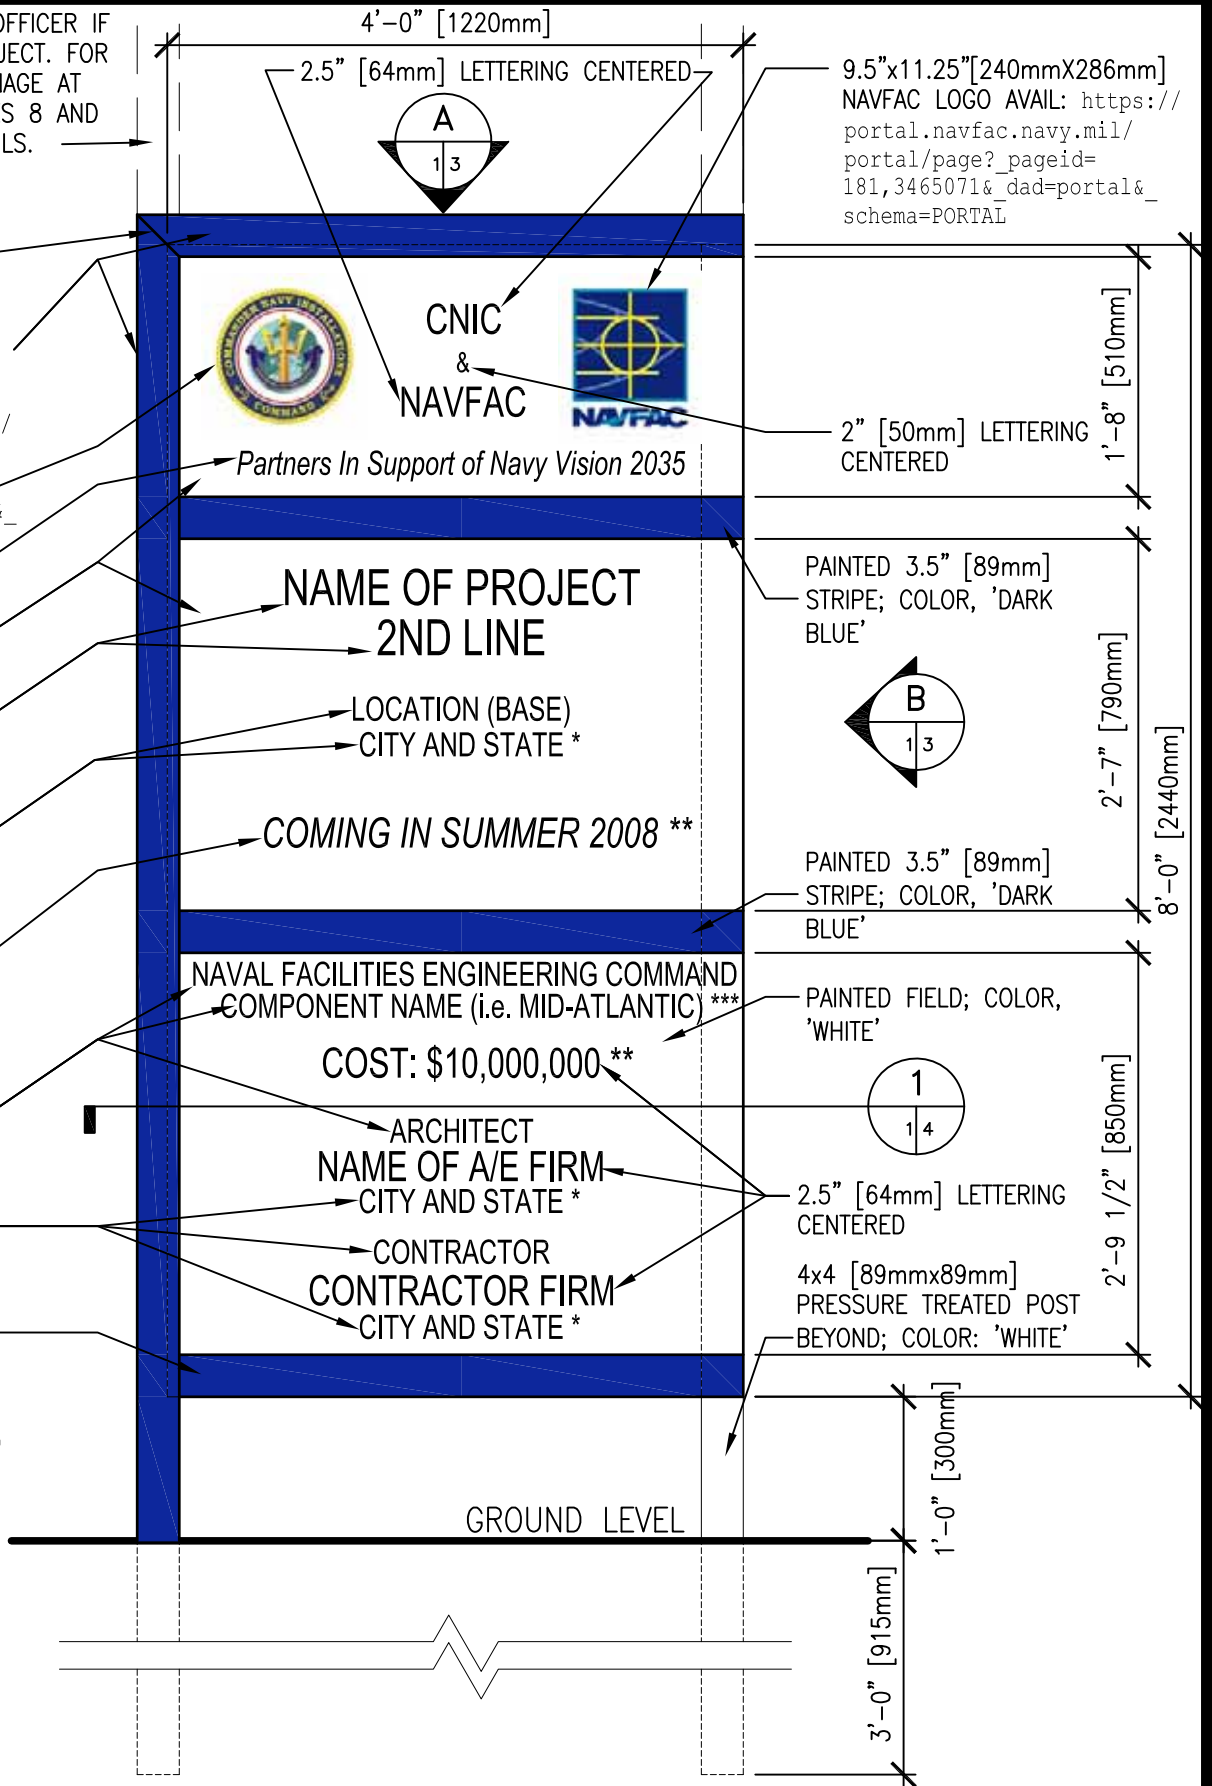 OFFICER IF
JECT. FOR
NAGE AT
S 8 AND
LS.
4'-0" [1220mm]
2.5" [64mm] LETTERING CENTERED
A
1 3
9.5"x11.25"[240mmX286mm]
NAVFAC LOGO AVAIL: https://
portal.navfac.navy.mil/
portal/page?_pageid=
181,3465071&_dad=portal&_
schema=PORTAL
COMMANDER NAVY INSTALLATIONS
COMMAND
CNIC
&
NAVFAC
NAVFAC
Partners In Support of Navy Vision 2035
2" [50mm] LETTERING
CENTERED
1'-8" [510mm]
/
&_
NAME OF PROJECT
2ND LINE
LOCATION (BASE)
CITY AND STATE *
COMING IN SUMMER 2008 **
PAINTED 3.5" [89mm]
STRIPE; COLOR, 'DARK
BLUE'
B
1 3
2'-7" [790mm]
8'-0" [2440mm]
PAINTED 3.5" [89mm]
STRIPE; COLOR, 'DARK
BLUE'
NAVAL FACILITIES ENGINEERING COMMAND
COMPONENT NAME (i.e. MID-ATLANTIC) ***
COST: $10,000,000 **
ARCHITECT
NAME OF A/E FIRM
CITY AND STATE *
CONTRACTOR
CONTRACTOR FIRM
CITY AND STATE *
PAINTED FIELD; COLOR,
'WHITE'
1
1 4
2.5" [64mm] LETTERING
CENTERED
2'-9 1/2" [850mm]
4x4 [89mmx89mm]
PRESSURE TREATED POST
BEYOND; COLOR: 'WHITE'
1'-0" [300mm]
GROUND LEVEL
3'-0" [915mm]